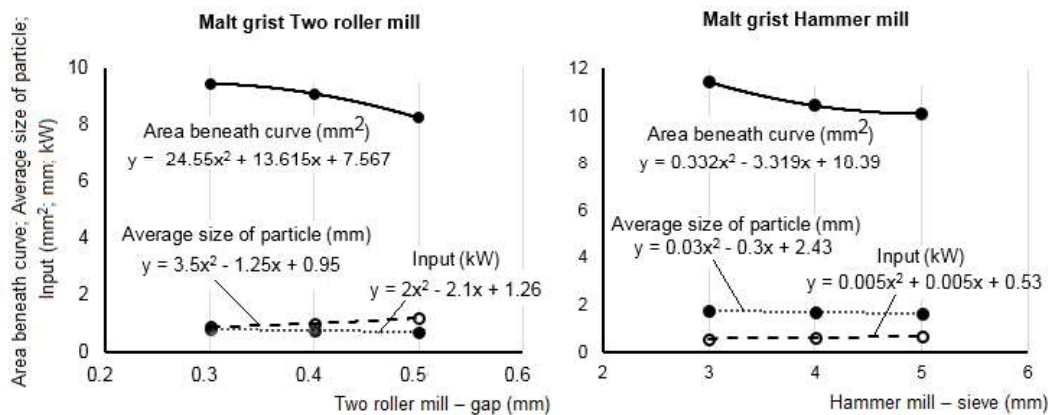 Malt grist Two roller mill
Area beneath curve; Average size of particle;
Input (mm²; mm; kW)
10
8
6
4
2
0
Area beneath curve (mm²)
y = 24.55x² + 13.615x + 7.567
Average size of particle (mm)
y = 3.5x² - 1.25x + 0.95
Input (kW)
y = 2x² - 2.1x + 1.26
0.2 0.3 0.4 0.5 0.6
Two roller mill – gap (mm)
Malt grist Hammer mill
12
10
8
6
4
2
0
Area beneath curve (mm²)
y = 0.332x² - 3.319x + 18.39
Average size of particle (mm)
y = 0.03x² - 0.3x + 2.43
Input (kW)
y = 0.005x² + 0.005x + 0.53
2 3 4 5 6
Hammer mill – sieve (mm)